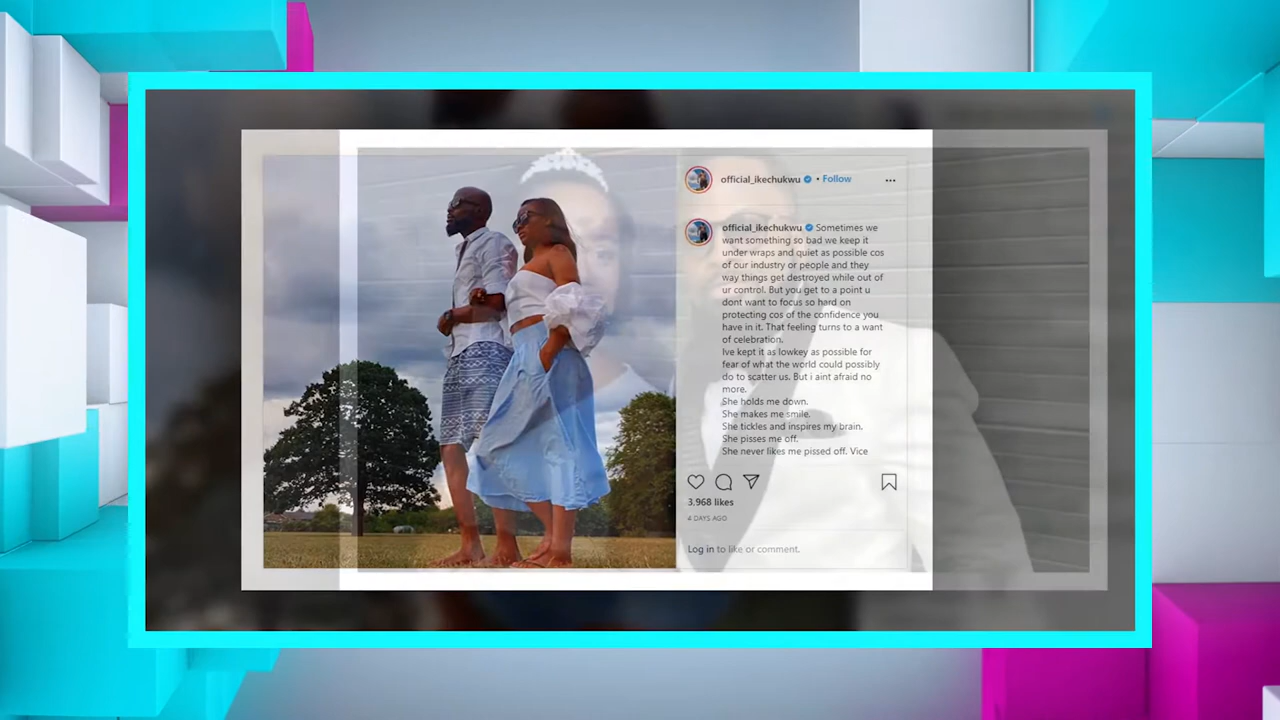 official_ikechukwu • Follow
official_ikechukwu Sometimes we
want something so bad we keep it
under wraps and quiet as possible cos
of our industry or people and they
way things get destroyed while out of
ur control. But you get to a point u
dont want to focus so hard on
protecting cos of the confidence you
have in it. That feeling turns to a want
of celebration.
Ive kept it as lowkey as possible for
fear of what the world could possibly
do to scatter us. But i aint afraid no
more.
She holds me down.
She makes me smile.
She tickles and inspires my brain.
She pisses me off.
She never likes me pissed off. Vice
3,968 likes
4 DAYS AGO
Log in to like or comment.